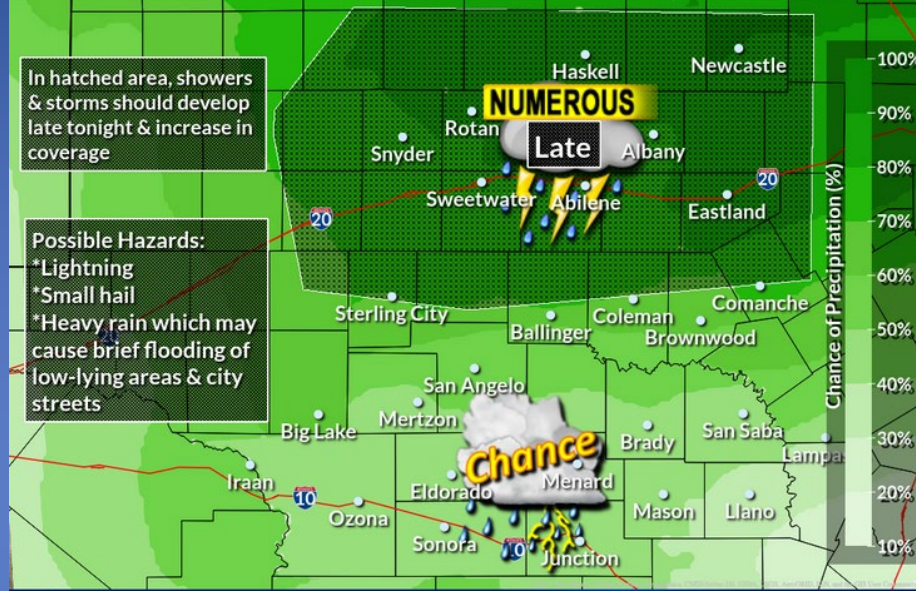 In hatched area, showers
& storms should develop
late tonight & increase in
coverage
Possible Hazards:
*Lightning
*Small hail
*Heavy rain which may
cause brief flooding of
low-lying areas & city
streets
Haskell
Newcastle
NUMEROUS
Rotan
Late
Snyder
Albany
Sweetwater
Abilene
20
Eastland
20
Sterling City
Comanche
Coleman
Ballinger
Brownwood
20
San Angelo
Mertzon
Big Lake
Chance
Brady
San Saba
Iraan
Eldorado
Menard
10
Ozona
Mason
Llano
Sonora
10
Junction
Chance of Precipitation (%)
100%
90%
80%
70%
60%
50%
40%
30%
20%
10%